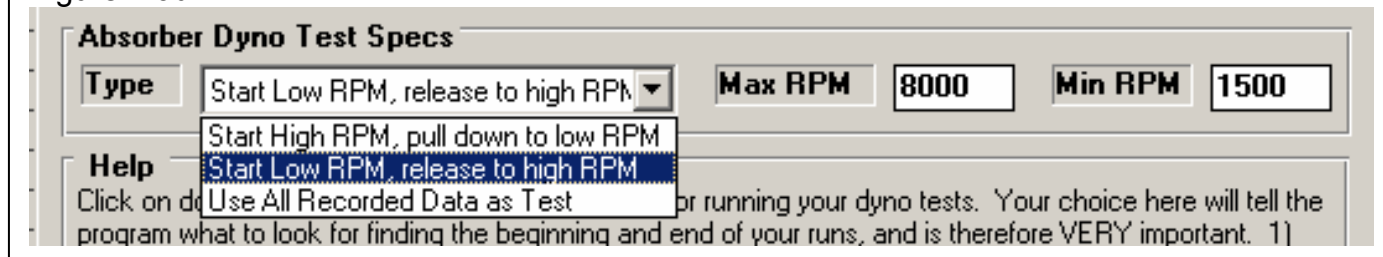 Absorber Dyno Test Specs
Type Start Low RPM, release to high RPM Max RPM 8000 Min RPM 1500
Start High RPM, pull down to low RPM
Start Low RPM, release to high RPM
Help
Use All Recorded Data as Test
Click on or running your dyno tests. Your choice here will tell the
program what to look for finding the beginning and end of your runs, and is therefore VERY important. 1)